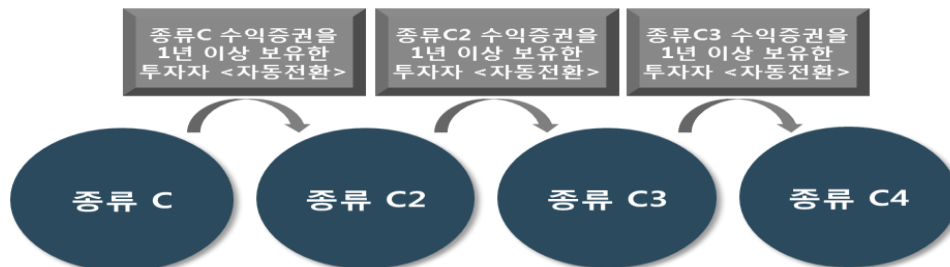 종류C 수익증권을
1년 이상 보유한
투자자 <자동전환>
종류C2 수익증권을
1년 이상 보유한
투자자 <자동전환>
종류C3 수익증권을
1년 이상 보유한
투자자 <자동전환>
종류 C
종류 C2
종류 C3
종류 C4